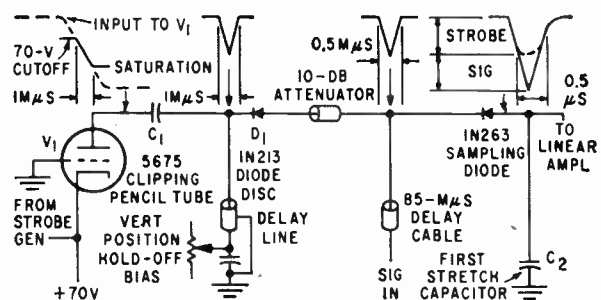 INPUT TO V1
70-V
CUTOFF
SATURATION
1MμS
1MμS
0.5MμS
STROBE
SIG
0.5
μS
10-DB
ATTENUATOR
C1
D1
V1
5675
CLIPPING
PENCIL TUBE
1N213
DIODE
DISC
1N263
SAMPLING
DIODE
TO
LINEAR
AMPL
FROM
STROBE
GEN
VERT
POSITION
HOLD-OFF
BIAS
DELAY
LINE
85-MμS
DELAY
CABLE
FIRST
STRETCH
CAPACITOR
C2
+70V
SIG
IN